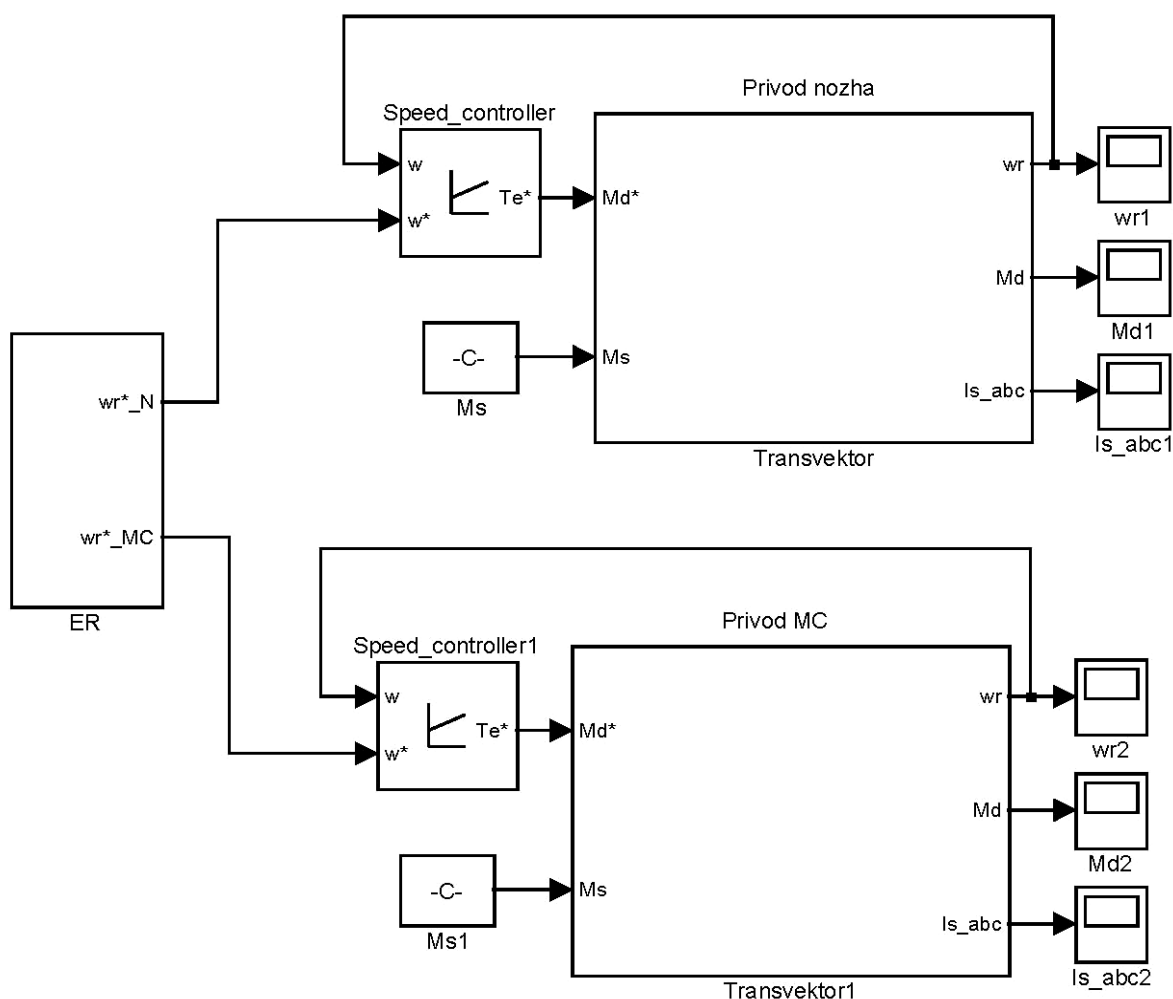 Privod nozha
Speed_controller
w
w*
Te*
Md*
Ms
wr
Md
Is_abc
wr1
Md1
Is_abc1
-C-
Ms
Transvektor
wr*_N
wr*_MC
ER
Privod MC
Speed_controller1
w
w*
Te*
Md*
Ms
wr
Md
Is_abc
wr2
Md2
Is_abc2
-C-
Ms1
Transvektor1